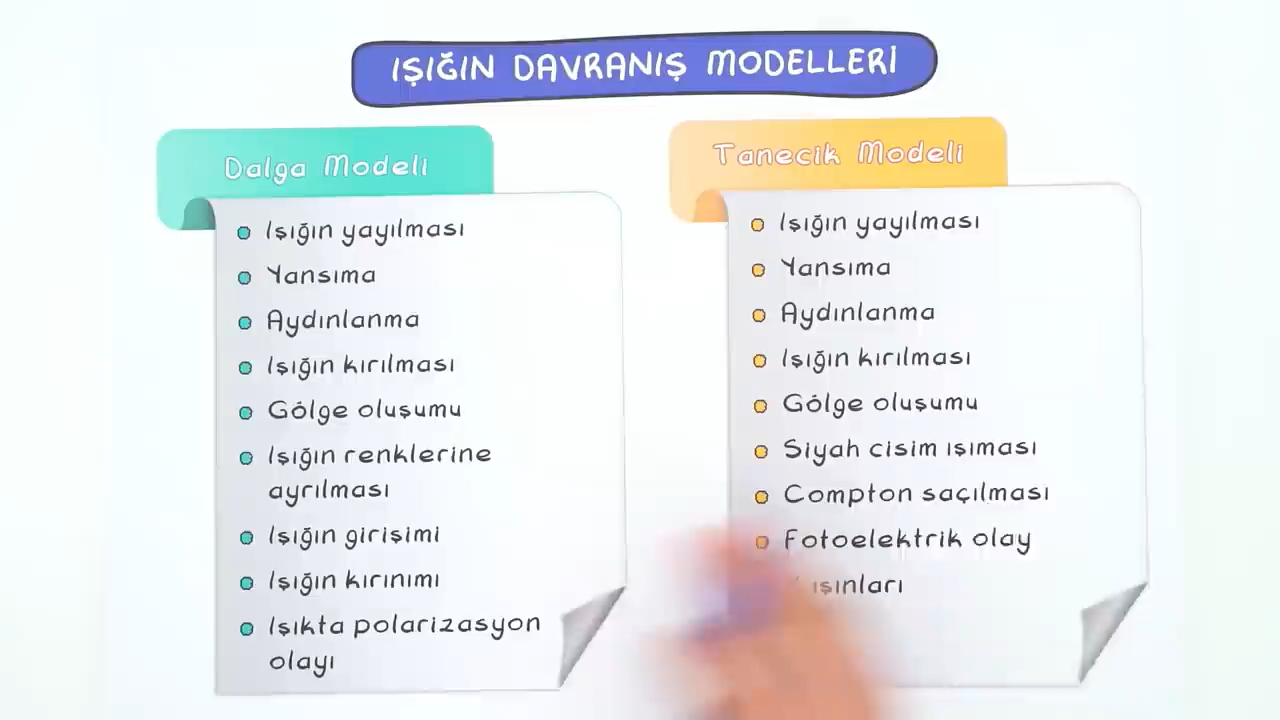 IŞIĞIN DAVRANIŞ MODELLERİ
Dalga Modeli
Işığın yayılması
Yansıma
Aydınlanma
Işığın kırılması
Gölge oluşumu
Işığın renklerine
ayrılması
Işığın girişimi
Işığın kırınımı
Işıkta polarizasyon
olayı
Tanecik Modeli
Işığın yayılması
Yansıma
Aydınlanma
Işığın kırılması
Gölge oluşumu
Siyah cisim ışıması
Compton saçılması
Fotoelektrik olay
ışınları